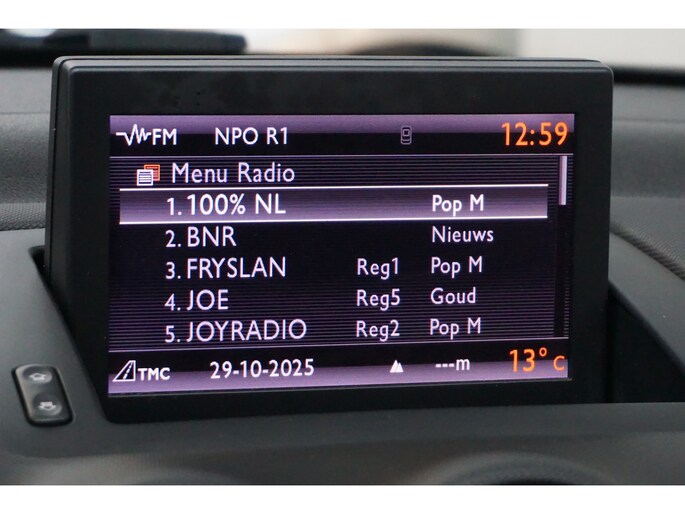 FM NPO R1 12:59
Menu Radio
1. 100% NL Pop M
2. BNR Nieuws
3. FRYSLAN Reg1 Pop M
4. JOE Reg5 Goud
5. JOYRADIO Reg2 Pop M
TMC 29-10-2025 ---m 13° C